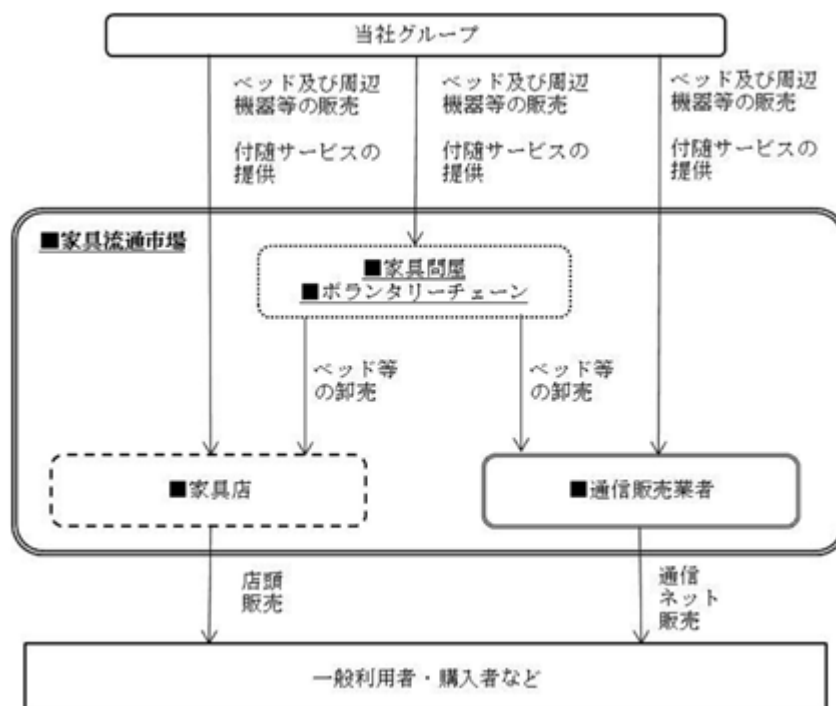 当社グループ
ベッド及び周辺
機器等の販売
付随サービスの
提供
ベッド及び周辺
機器等の販売
付随サービスの
提供
ベッド及び周辺
機器等の販売
付随サービスの
提供
■家具流通市場
■家具問屋
■ボランタリーチェーン
ベッド等
の卸売
ベッド等
の卸売
■家具店
■通信販売業者
店頭
販売
通信
ネット
販売
一般利用者・購入者など